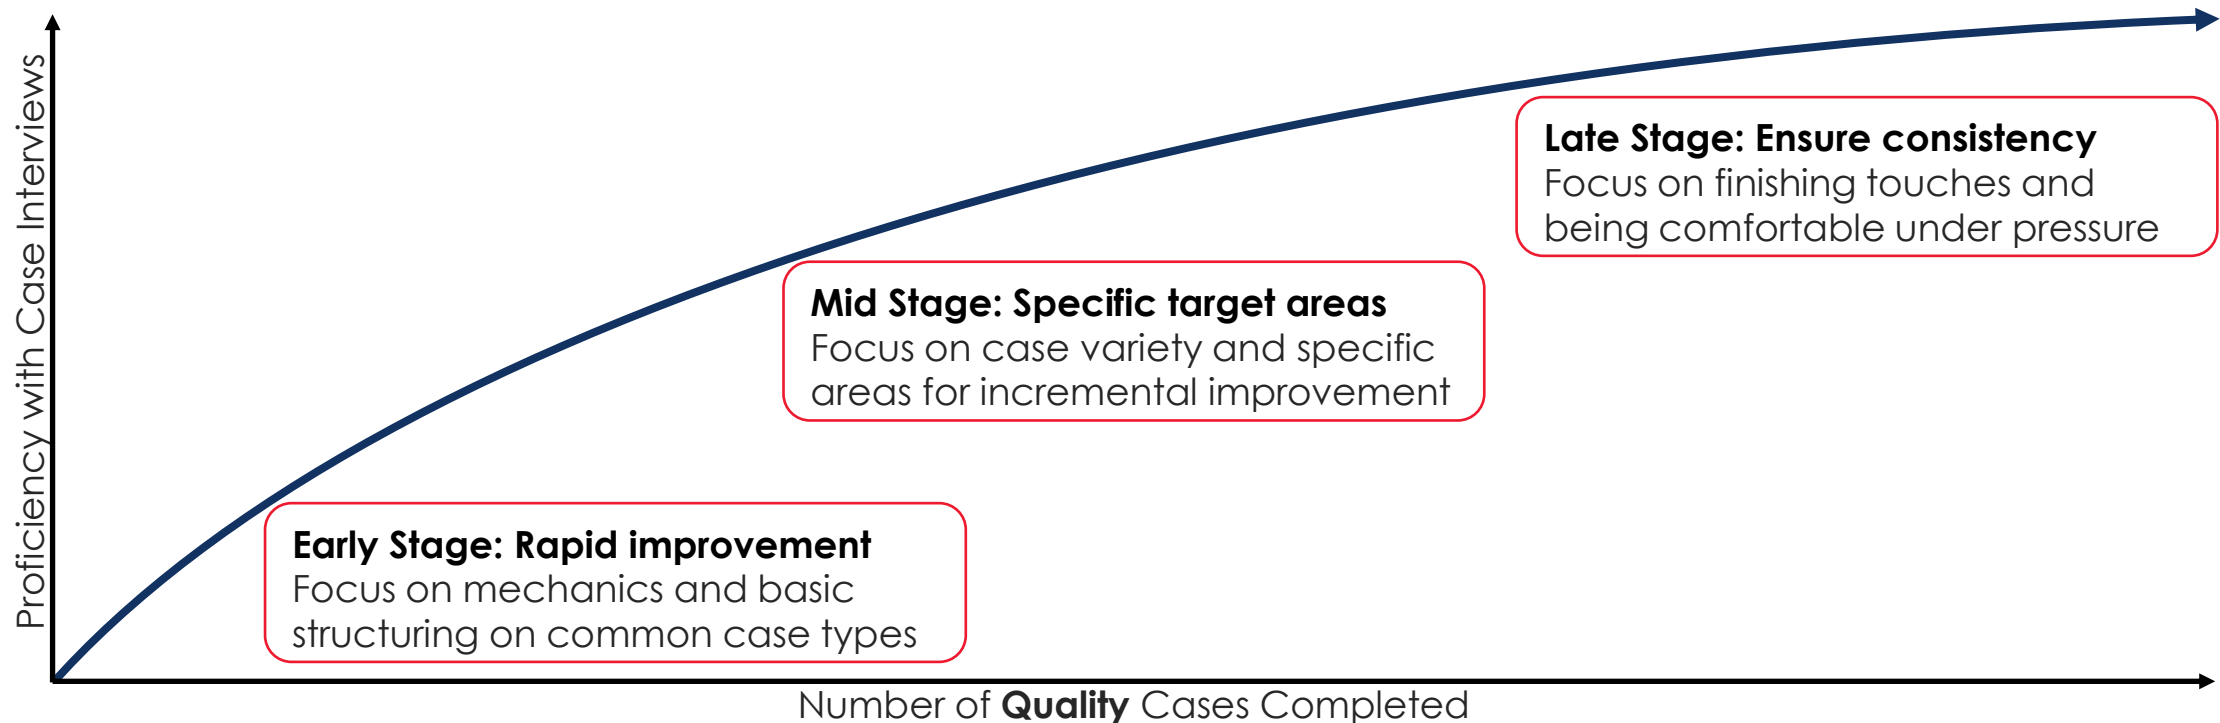 Proficiency with Case Interviews
Late Stage: Ensure consistency
Focus on finishing touches and
being comfortable under pressure
Mid Stage: Specific target areas
Focus on case variety and specific
areas for incremental improvement
Early Stage: Rapid improvement
Focus on mechanics and basic
structuring on common case types
Number of Quality Cases Completed